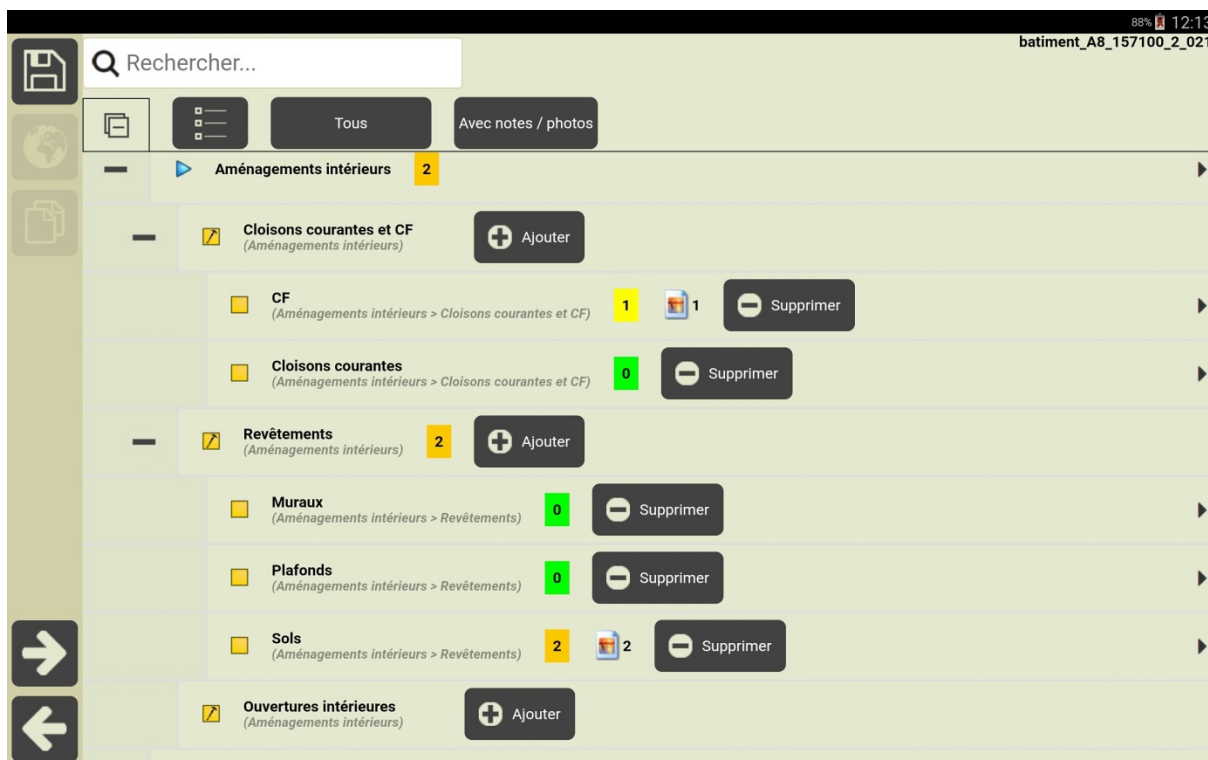 88% 12:13
batiment_A8_157100_2_021
Rechercher...
Tous
Avec notes / photos
Aménagements intérieurs 2
Cloisons courantes et CF
(Aménagements intérieurs)
Ajouter
CF
(Aménagements intérieurs > Cloisons courantes et CF)
1
1
Supprimer
Cloisons courantes
(Aménagements intérieurs > Cloisons courantes et CF)
0
Supprimer
Revêtements
(Aménagements intérieurs)
2
Ajouter
Muraux
(Aménagements intérieurs > Revêtements)
0
Supprimer
Plafonds
(Aménagements intérieurs > Revêtements)
0
Supprimer
Sols
(Aménagements intérieurs > Revêtements)
2
2
Supprimer
Ouvertures intérieures
(Aménagements intérieurs)
Ajouter